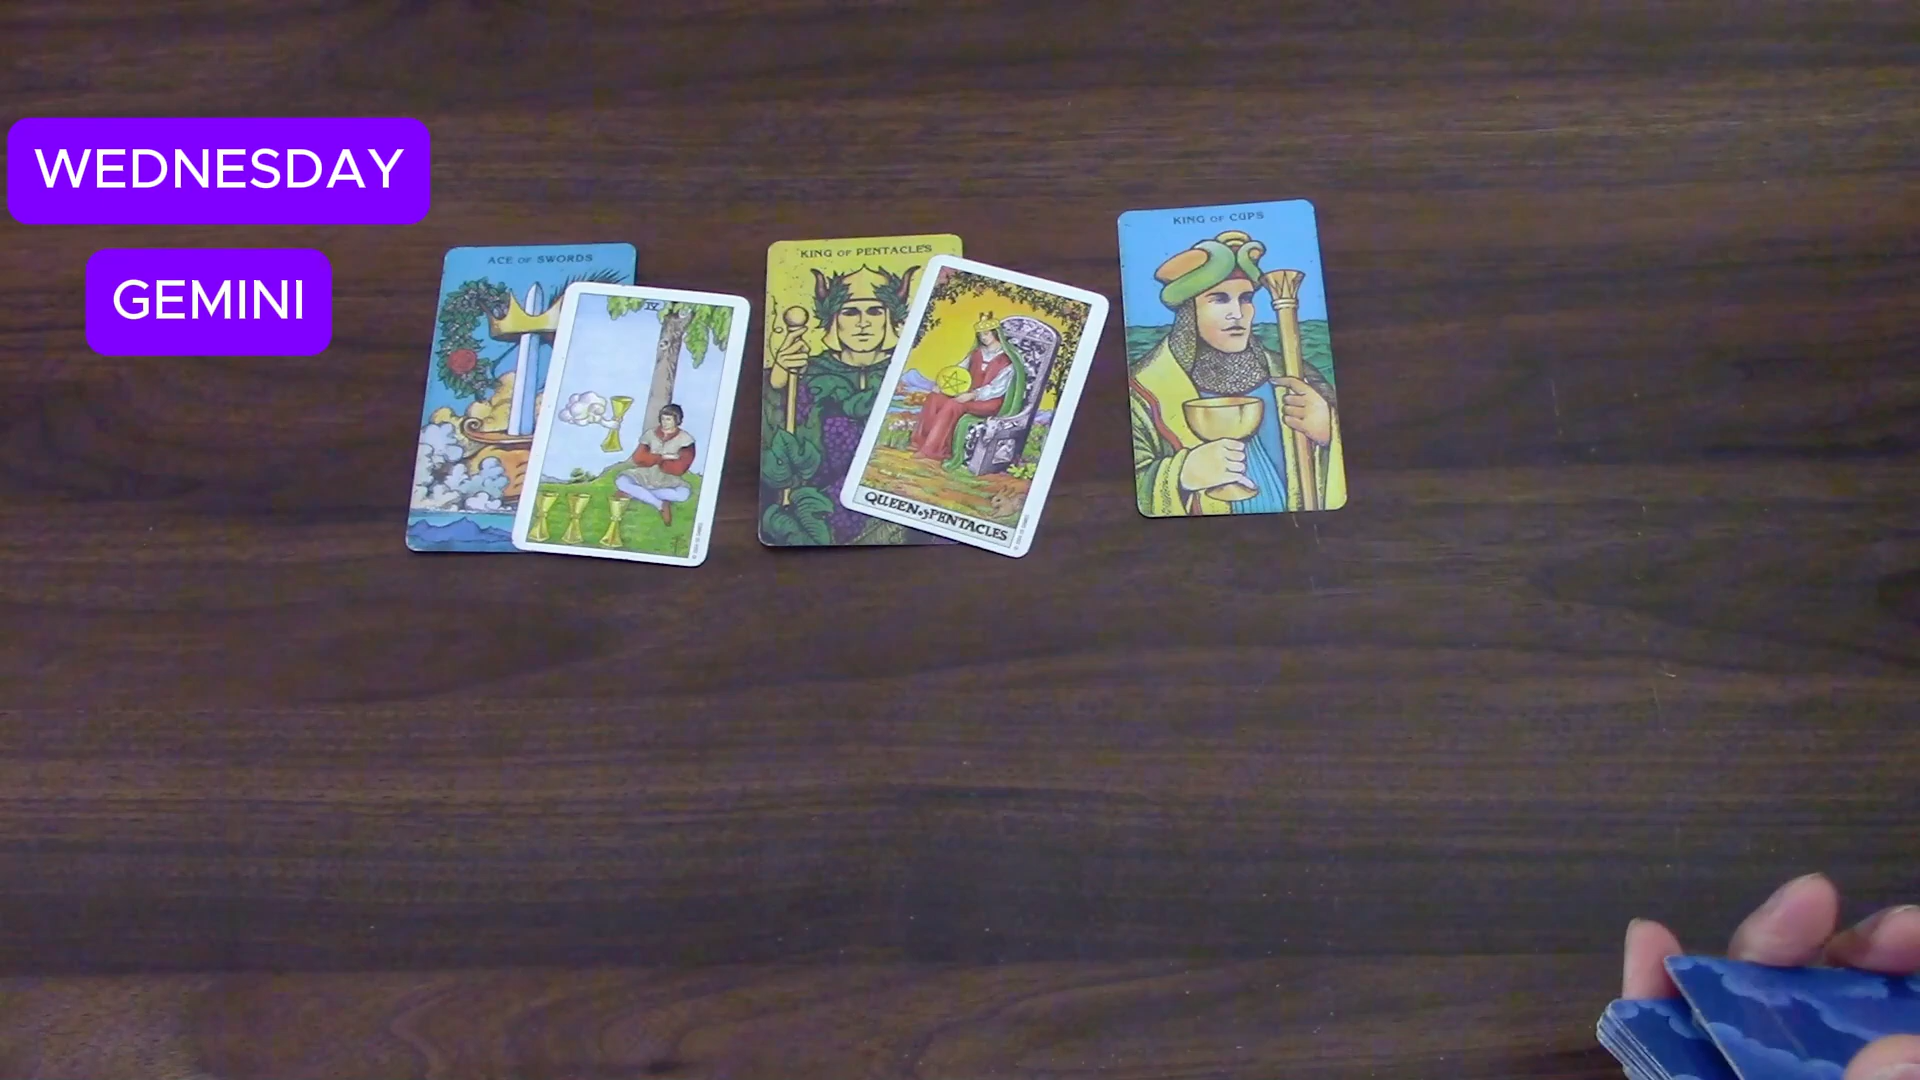 WEDNESDAY
GEMINI
ACE OF SWORDS
IV
KING OF PENTACLES
QUEEN of PENTACLES
KING OF CUPS